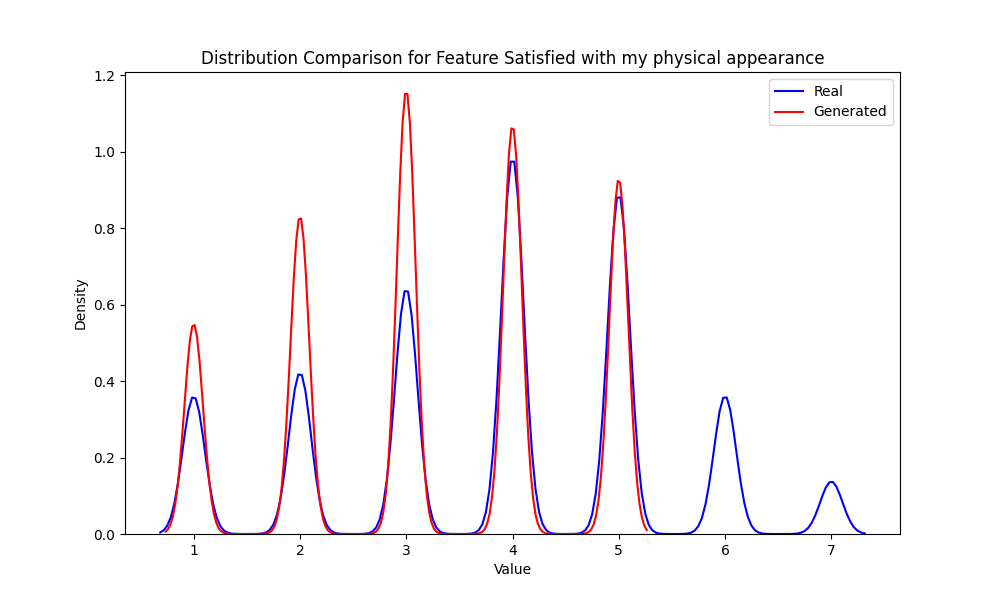 Distribution Comparison for Feature Satisfied with my physical appearance
Real
Generated
Density
1.2
1.0
0.8
0.6
0.4
0.2
0.0
1 2 3 4 5 6 7
Value